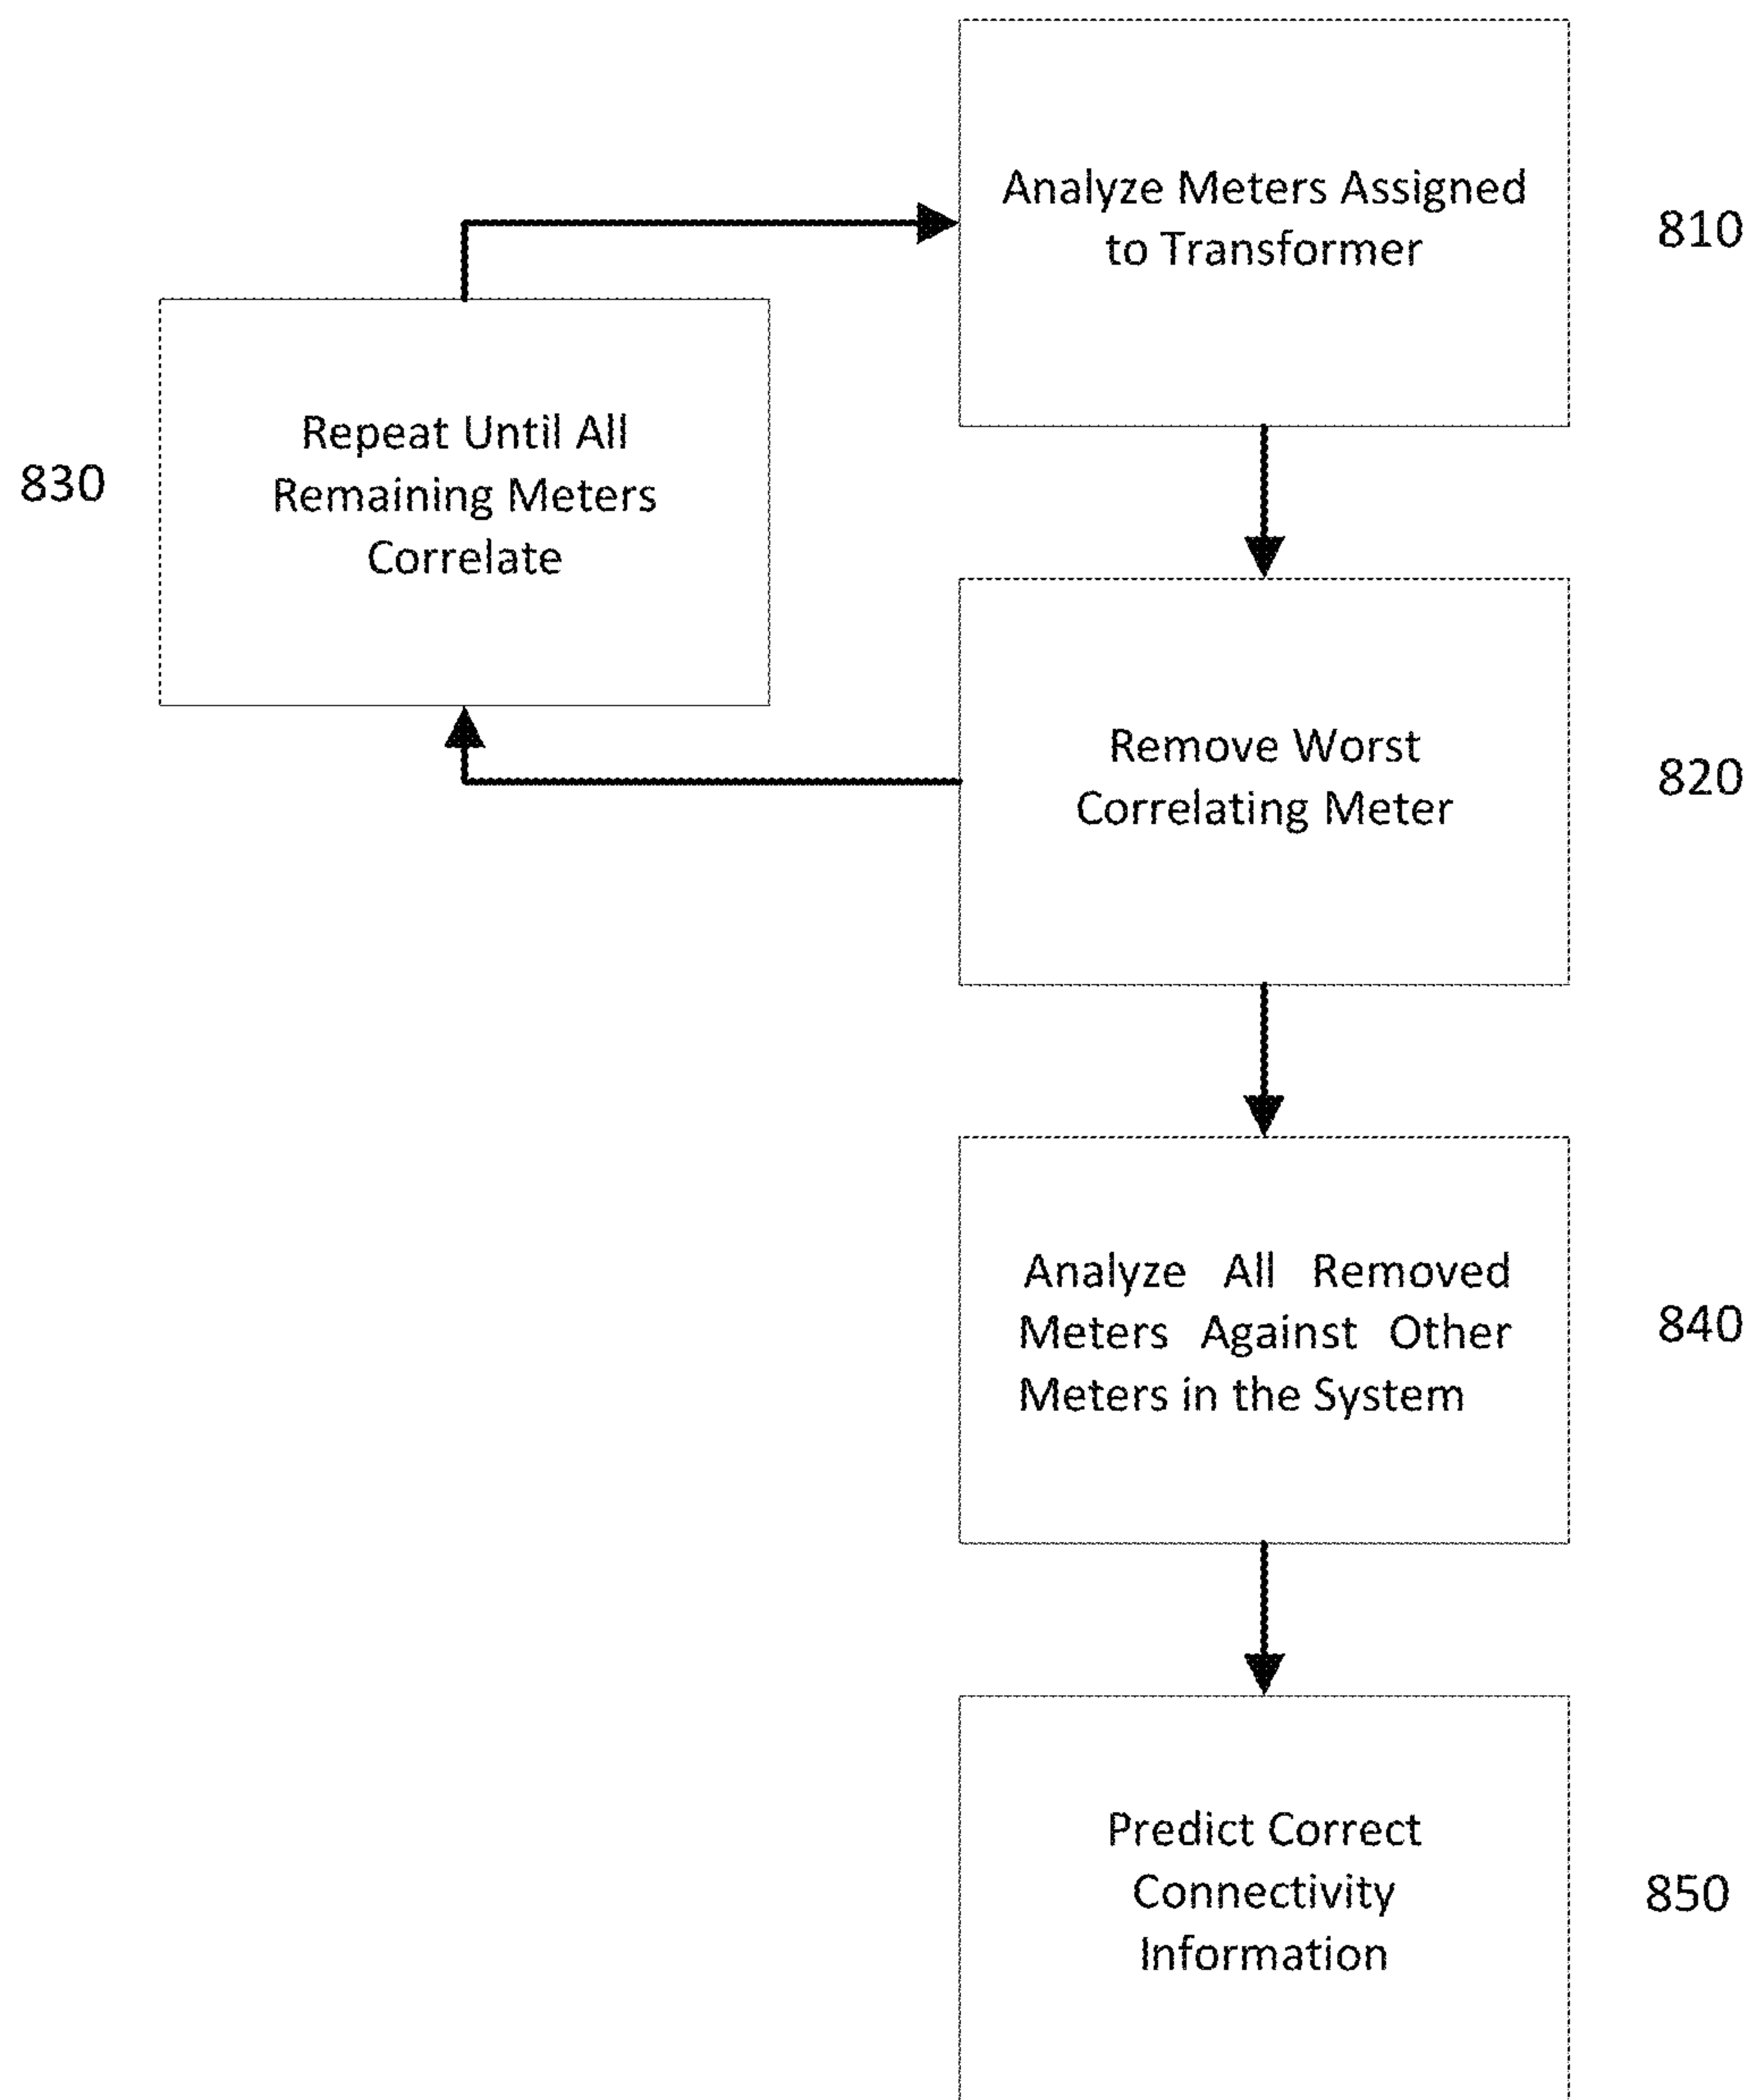 Analyze Meters Assigned
to Transformer
810
Repeat Until All
Remaining Meters
Correlate
830
Remove Worst
Correlating Meter
820
Analyze All Removed
Meters Against Other
Meters in the System
840
Predict Correct
Connectivity
Information
850